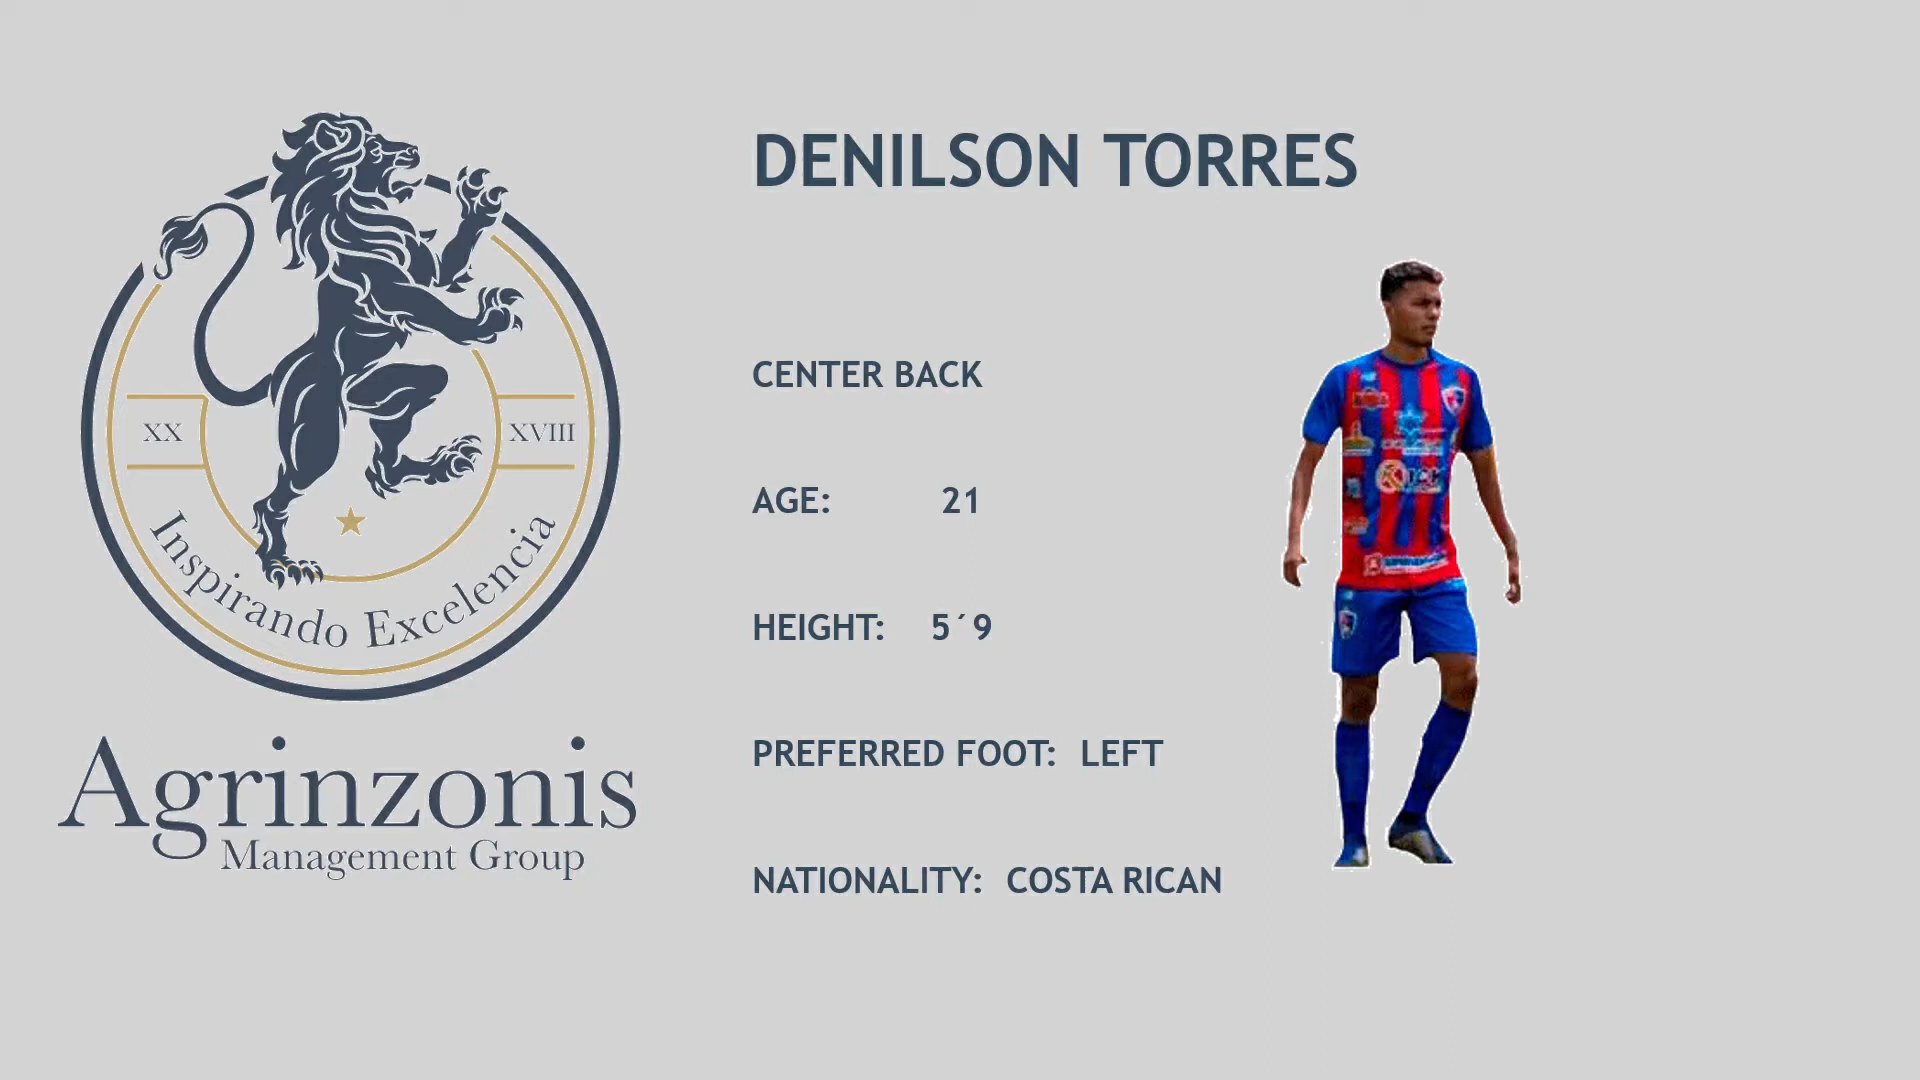 DENILSON TORRES
CENTER BACK
AGE: 21
HEIGHT: 5´9
PREFERRED FOOT: LEFT
NATIONALITY: COSTA RICAN
XX XVIII
Inspirando Excelencia
Agrinzonis
Management Group